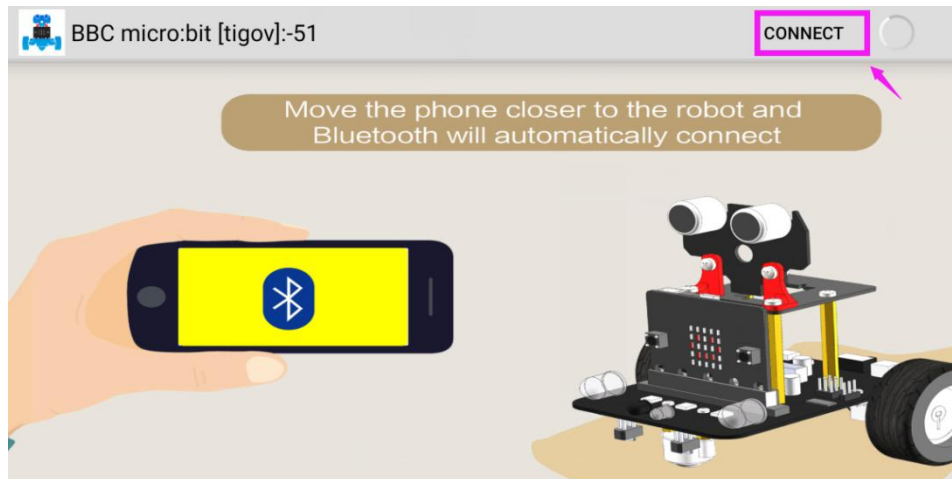 BBC micro:bit [tigov]:-51
CONNECT
Move the phone closer to the robot and
Bluetooth will automatically connect